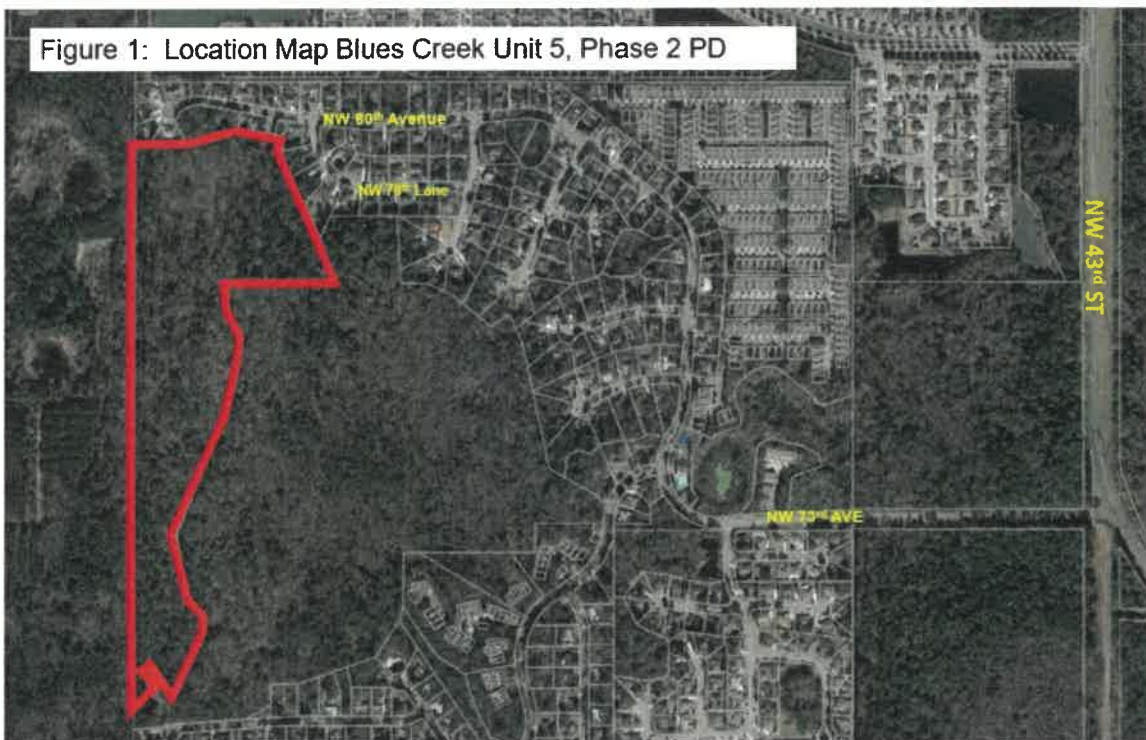 Figure 1: Location Map Blues Creek Unit 5, Phase 2 PD
NW 80th Avenue
NW 78th Lane
NW 43rd ST
NW 73rd AVE